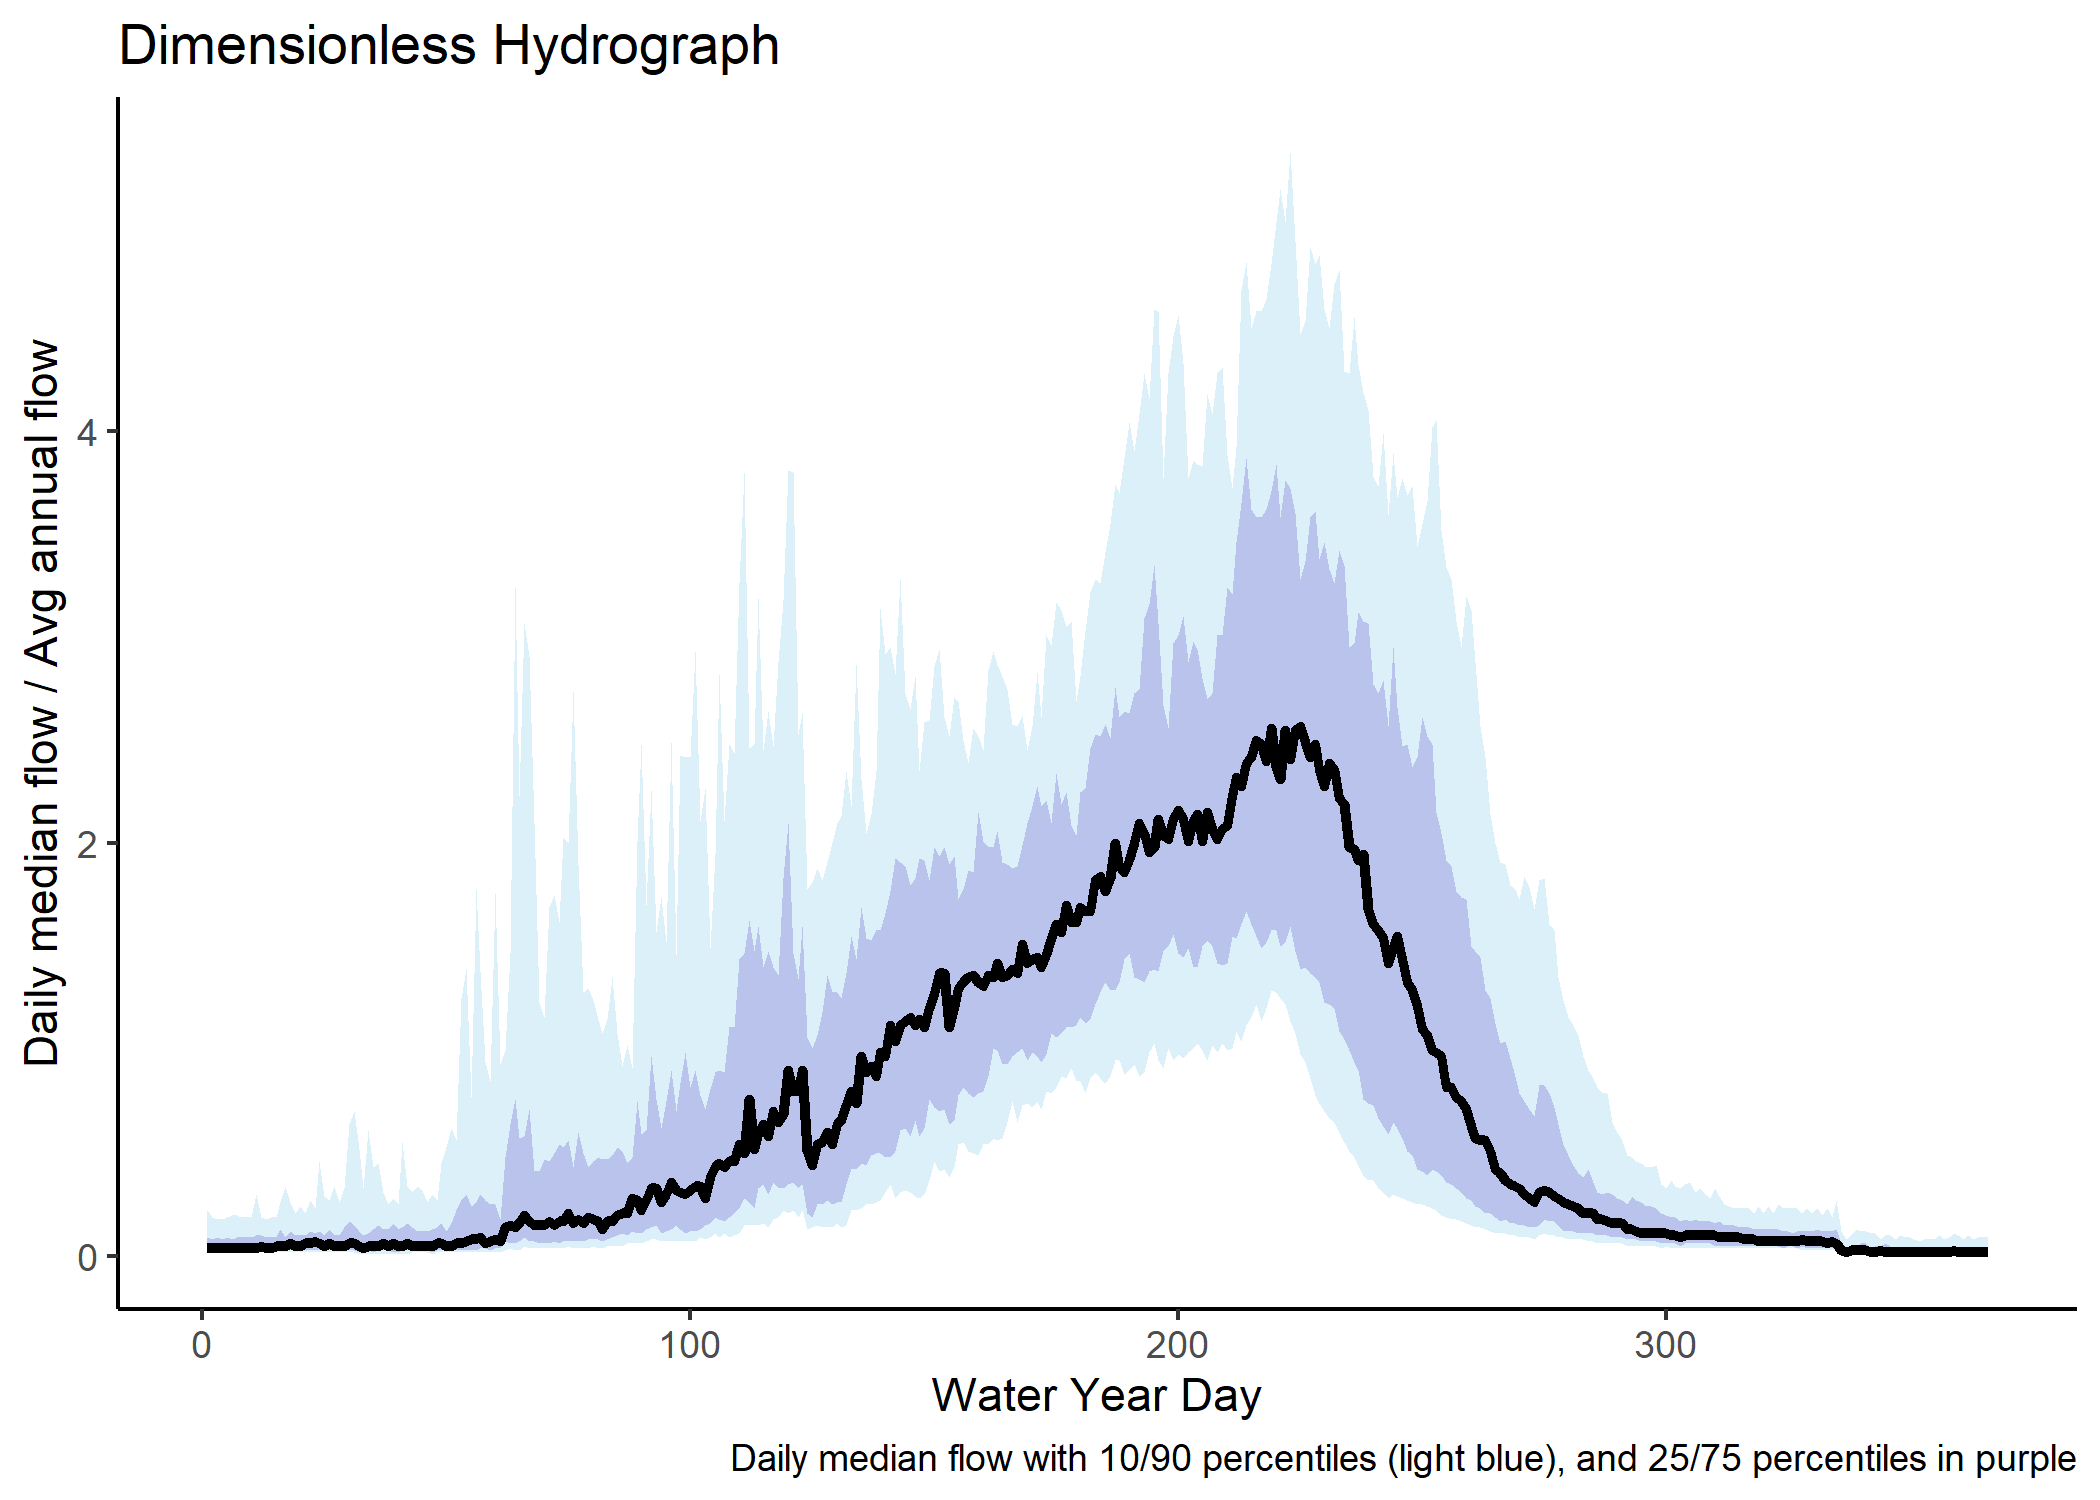 Dimensionless Hydrograph
Daily median flow / Avg annual flow
4
2
0
0 100 200 300
Water Year Day
Daily median flow with 10/90 percentiles (light blue), and 25/75 percentiles in purple